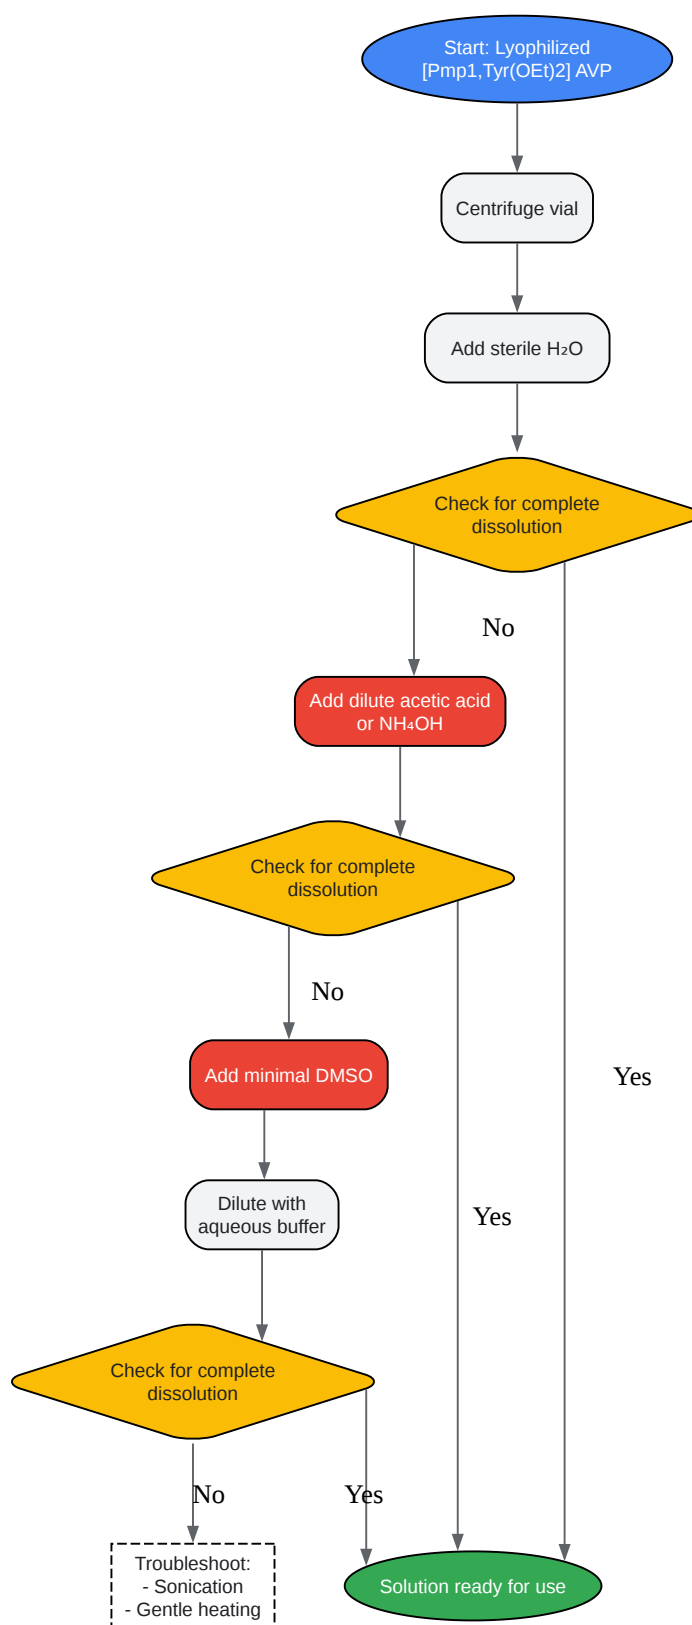 Start: Lyophilized
[Pmp1,Tyr(OEt)2] AVP
Centrifuge vial
Add sterile H₂O
Check for complete
dissolution
No
Add dilute acetic acid
or NH₄OH
Check for complete
dissolution
No
Yes
Add minimal DMSO
Dilute with
aqueous buffer
Yes
Check for complete
dissolution
No
Yes
Troubleshoot:
- Sonication
- Gentle heating
Solution ready for use